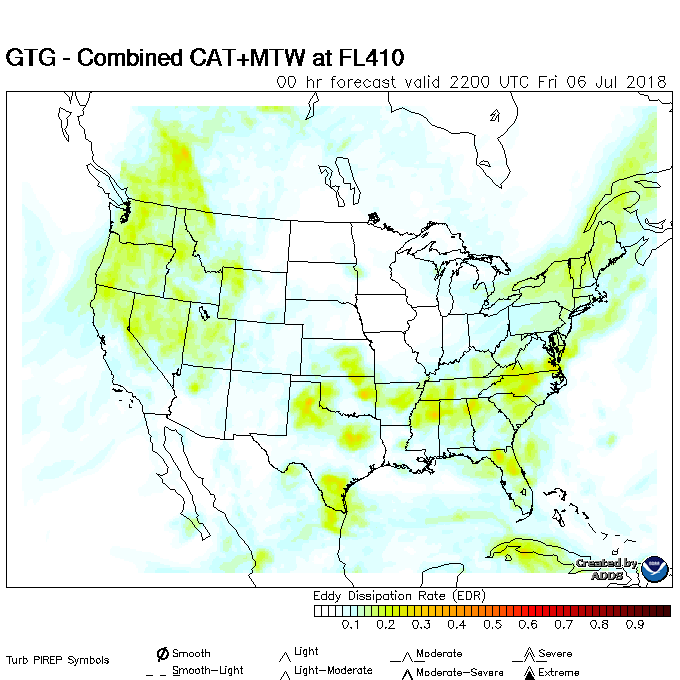 GTG - Combined CAT+MTW at FL410
00 hr forecast valid 2200 UTC Fri 06 Jul 2018
Created by
ADDS
Eddy Dissipation Rate (EDR)
0.1 0.2 0.3 0.4 0.5 0.6 0.7 0.8 0.9
Turb PIREP Symbols
Smooth Light Moderate Severe
Smooth-Light Light-Moderate Moderate-Severe Extreme